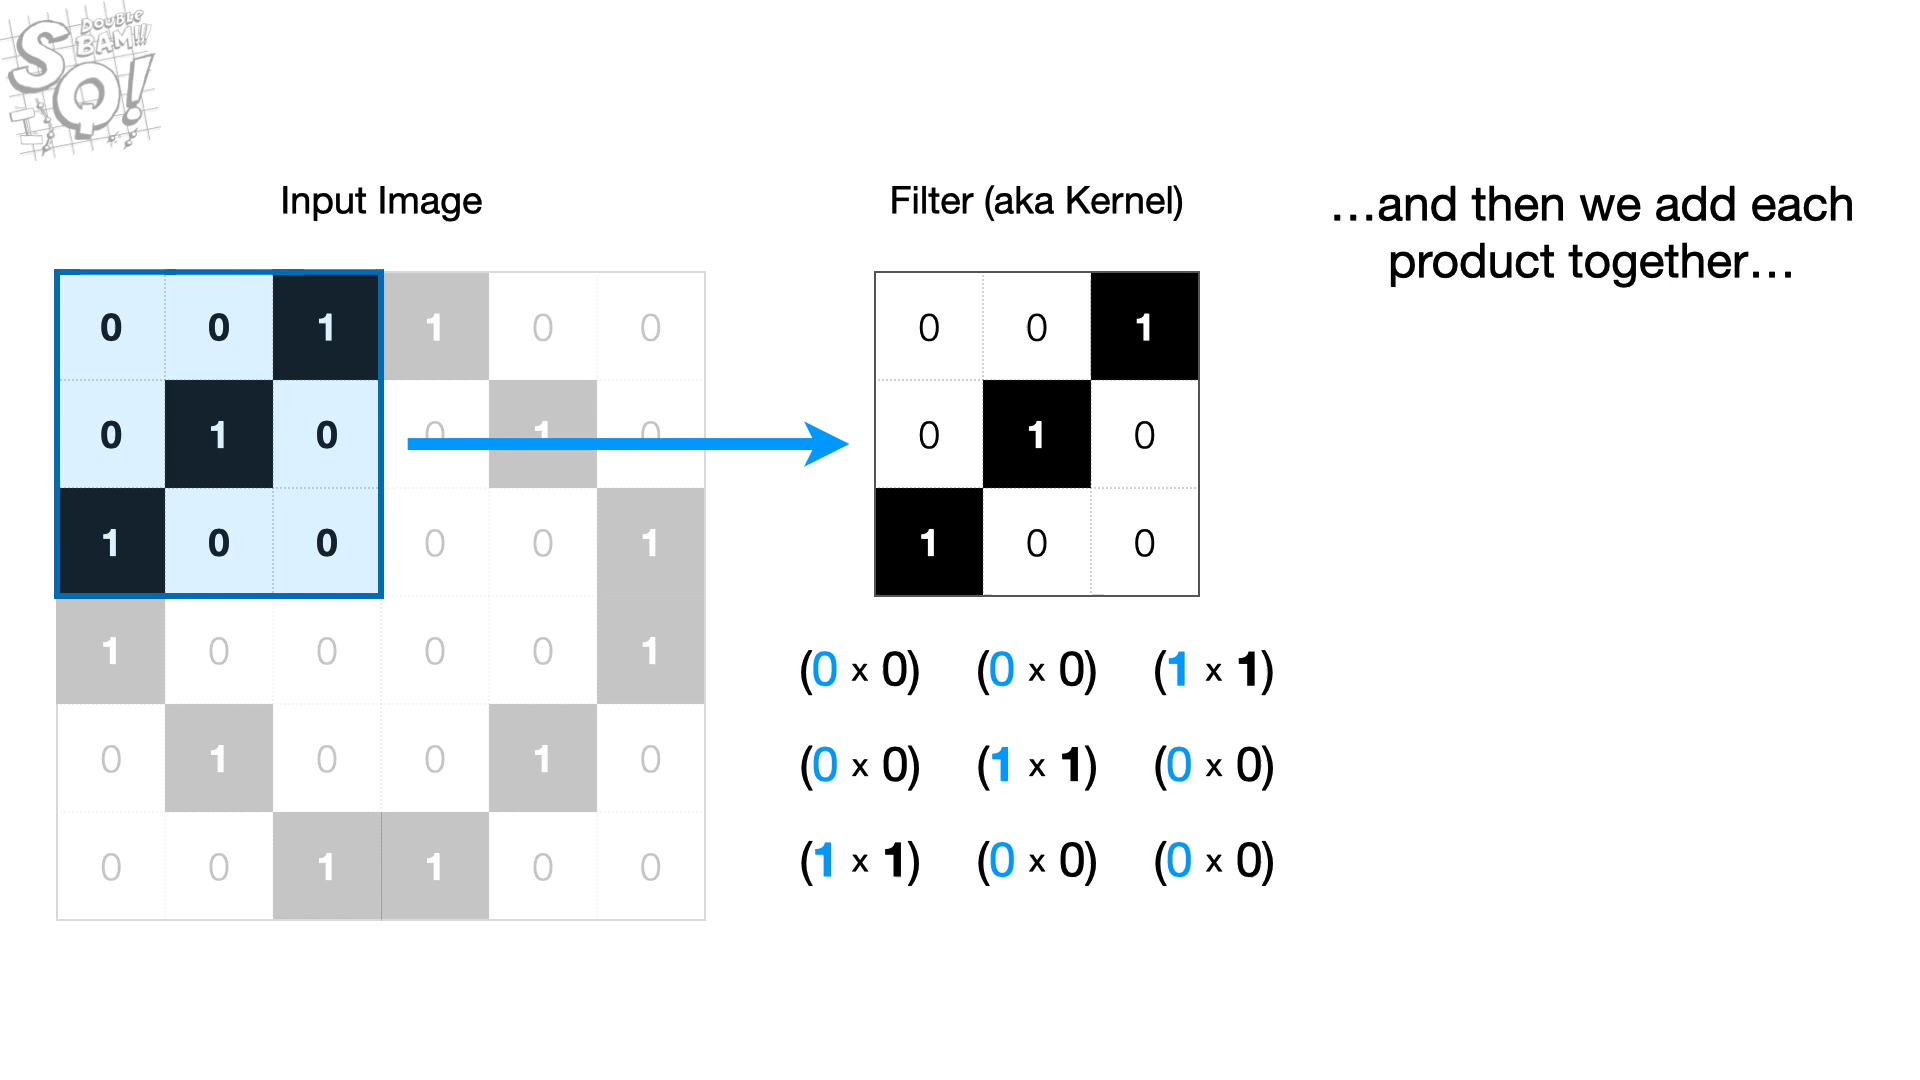 DOUBLE
BAM!!!
SQ!
Input Image
Filter (aka Kernel)
…and then we add each
product together…
0 0 1 1 0 0
0 1 0 0 1 0
1 0 0 0 0 1
1 0 0 0 0 1
0 1 0 0 1 0
0 0 1 1 0 0
0 0 1
0 1 0
1 0 0
(0 × 0) (0 × 0) (1 × 1)
(0 × 0) (1 × 1) (0 × 0)
(1 × 1) (0 × 0) (0 × 0)